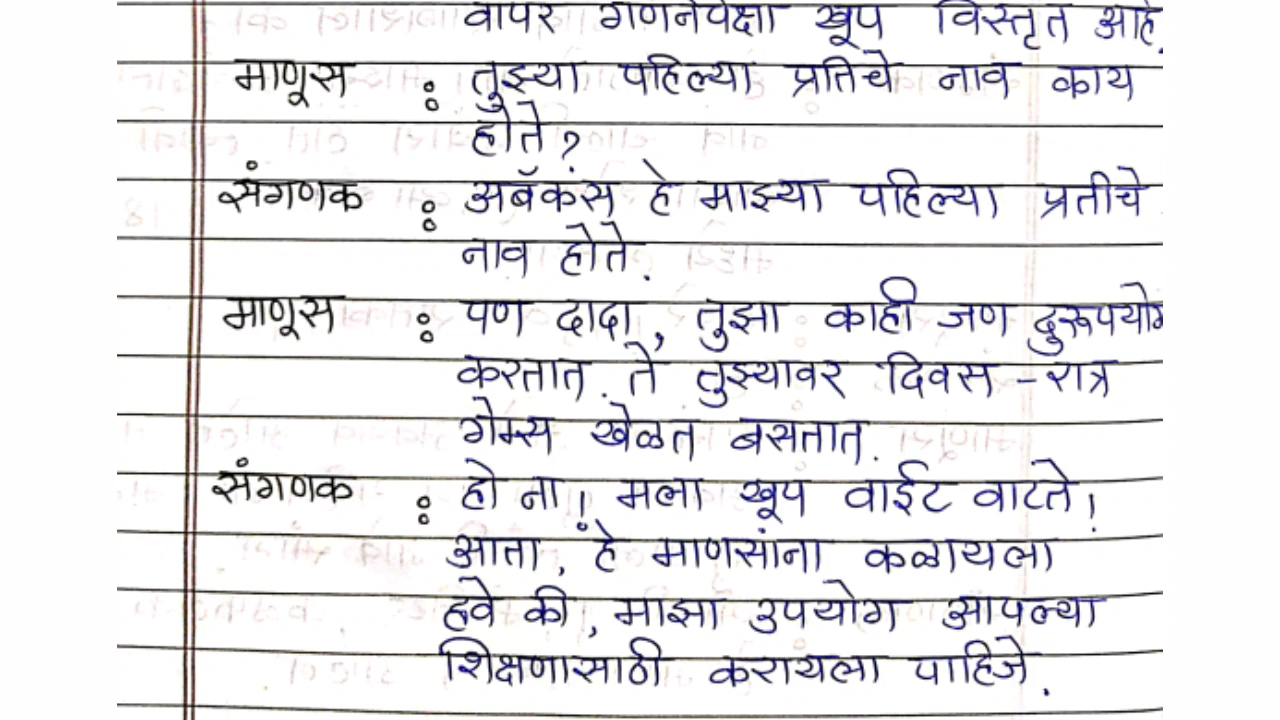 वापर गणनेपेक्षा खूप विस्तृत आहे.
माणूस : तुझ्या पहिल्या प्रतिचे नाव काय
होते?
संगणक : अबॅकस हे माझ्या पहिल्या प्रतीचे
नाव होते.
माणूस : पण दादा, तुझा काही जण दुरूपयोग
करतात. ते तुझ्यावर दिवस - रात्र
गेम्स खेळत बसतात.
संगणक : हो ना! मला खूप वाईट वाटते!
आता, हे माणसांना कळायला
हवे की, माझा उपयोग आपल्या
शिक्षणासाठी करायला पाहिजे.